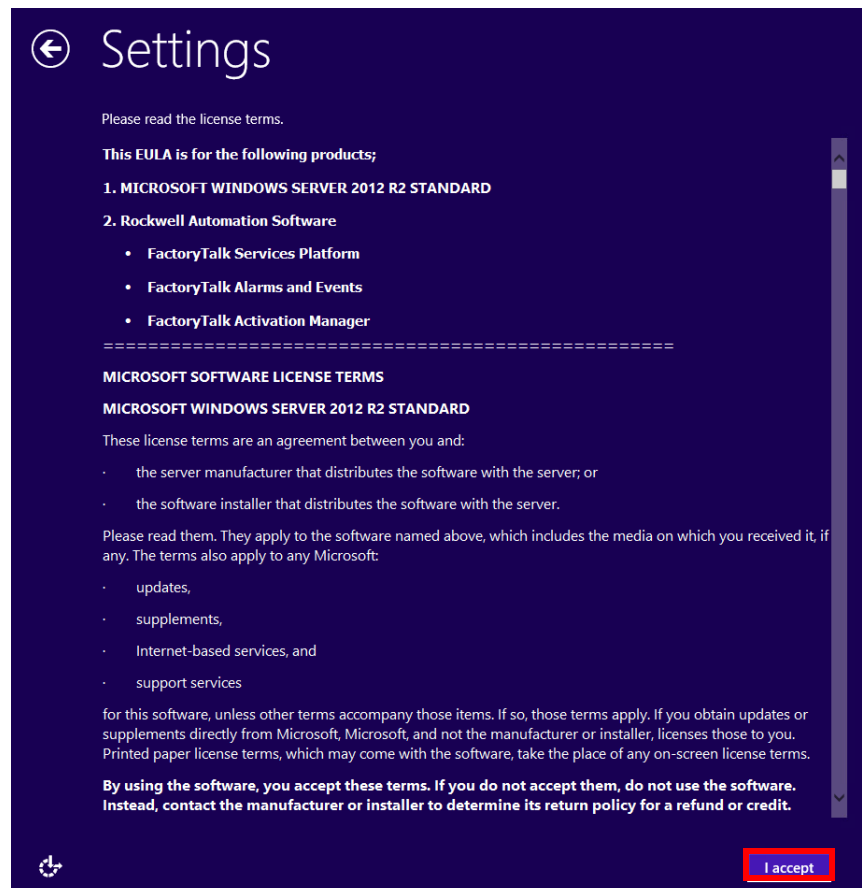 Settings
Please read the license terms.
This EULA is for the following products;
1. MICROSOFT WINDOWS SERVER 2012 R2 STANDARD
2. Rockwell Automation Software
• FactoryTalk Services Platform
• FactoryTalk Alarms and Events
• FactoryTalk Activation Manager
===================================================
MICROSOFT SOFTWARE LICENSE TERMS
MICROSOFT WINDOWS SERVER 2012 R2 STANDARD
These license terms are an agreement between you and:
· the server manufacturer that distributes the software with the server; or
· the software installer that distributes the software with the server.
Please read them. They apply to the software named above, which includes the media on which you received it, if
any. The terms also apply to any Microsoft:
· updates,
· supplements,
· Internet-based services, and
· support services
for this software, unless other terms accompany those items. If so, those terms apply. If you obtain updates or
supplements directly from Microsoft, Microsoft, and not the manufacturer or installer, licenses those to you.
Printed paper license terms, which may come with the software, take the place of any on-screen license terms.
By using the software, you accept these terms. If you do not accept them, do not use the software.
Instead, contact the manufacturer or installer to determine its return policy for a refund or credit.
I accept